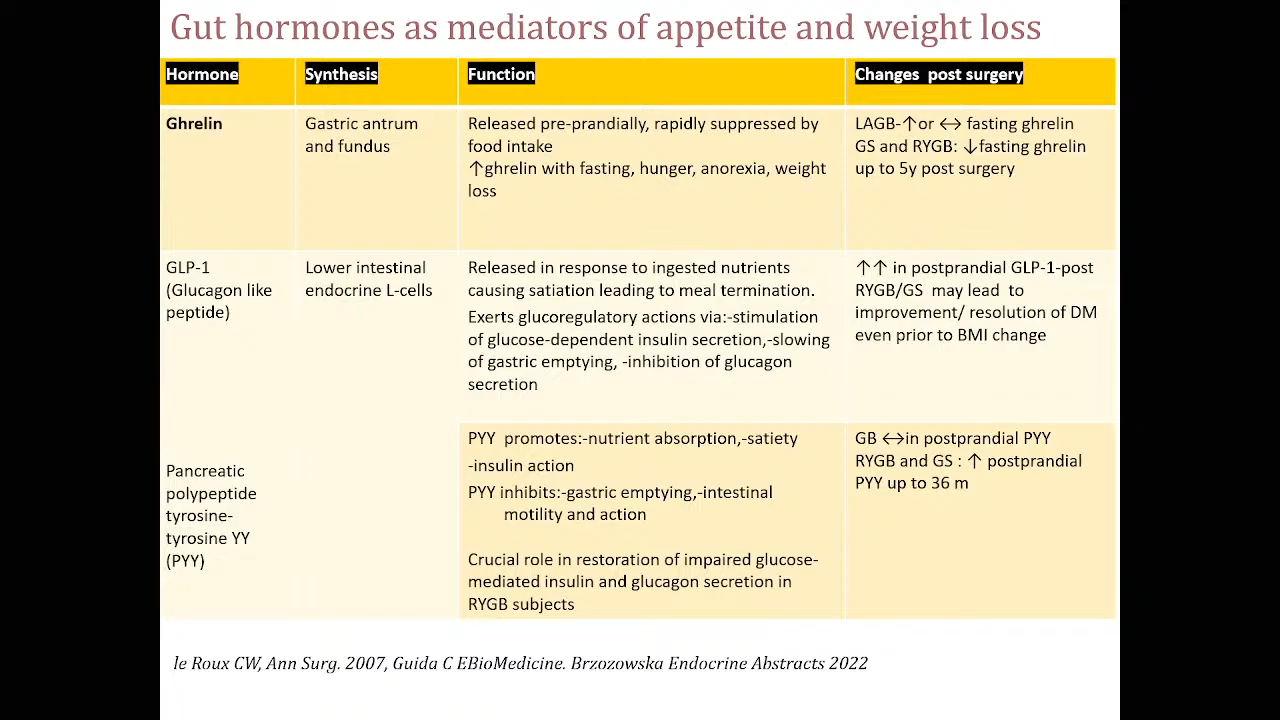 Gut hormones as mediators of appetite and weight loss
Hormone
Synthesis
Function
Changes  post surgery
Ghrelin
Gastric antrum
and fundus
Released pre-prandially, rapidly suppressed by
food intake
↑ghrelin with fasting, hunger, anorexia, weight
loss
LAGB-↑or ↔ fasting ghrelin
GS and RYGB: ↓fasting ghrelin
up to 5y post surgery
GLP-1
(Glucagon like
peptide)
Lower intestinal
endocrine L-cells
Released in response to ingested nutrients
causing satiation leading to meal termination.
Exerts glucoregulatory actions via:-stimulation
of glucose-dependent insulin secretion,-slowing
of gastric emptying, -inhibition of glucagon
secretion
↑↑ in postprandial GLP-1-post
RYGB/GS  may lead  to
improvement/ resolution of DM
even prior to BMI change
Pancreatic
polypeptide
tyrosine-
tyrosine YY
(PYY)
PYY  promotes:-nutrient absorption,-satiety
-insulin action
PYY inhibits:-gastric emptying,-intestinal
motility and action
Crucial role in restoration of impaired glucose-
mediated insulin and glucagon secretion in
RYGB subjects
GB ↔in postprandial PYY
RYGB and GS : ↑ postprandial
PYY up to 36 m
le Roux CW, Ann Surg. 2007, Guida C EBioMedicine. Brzozowska Endocrine Abstracts 2022